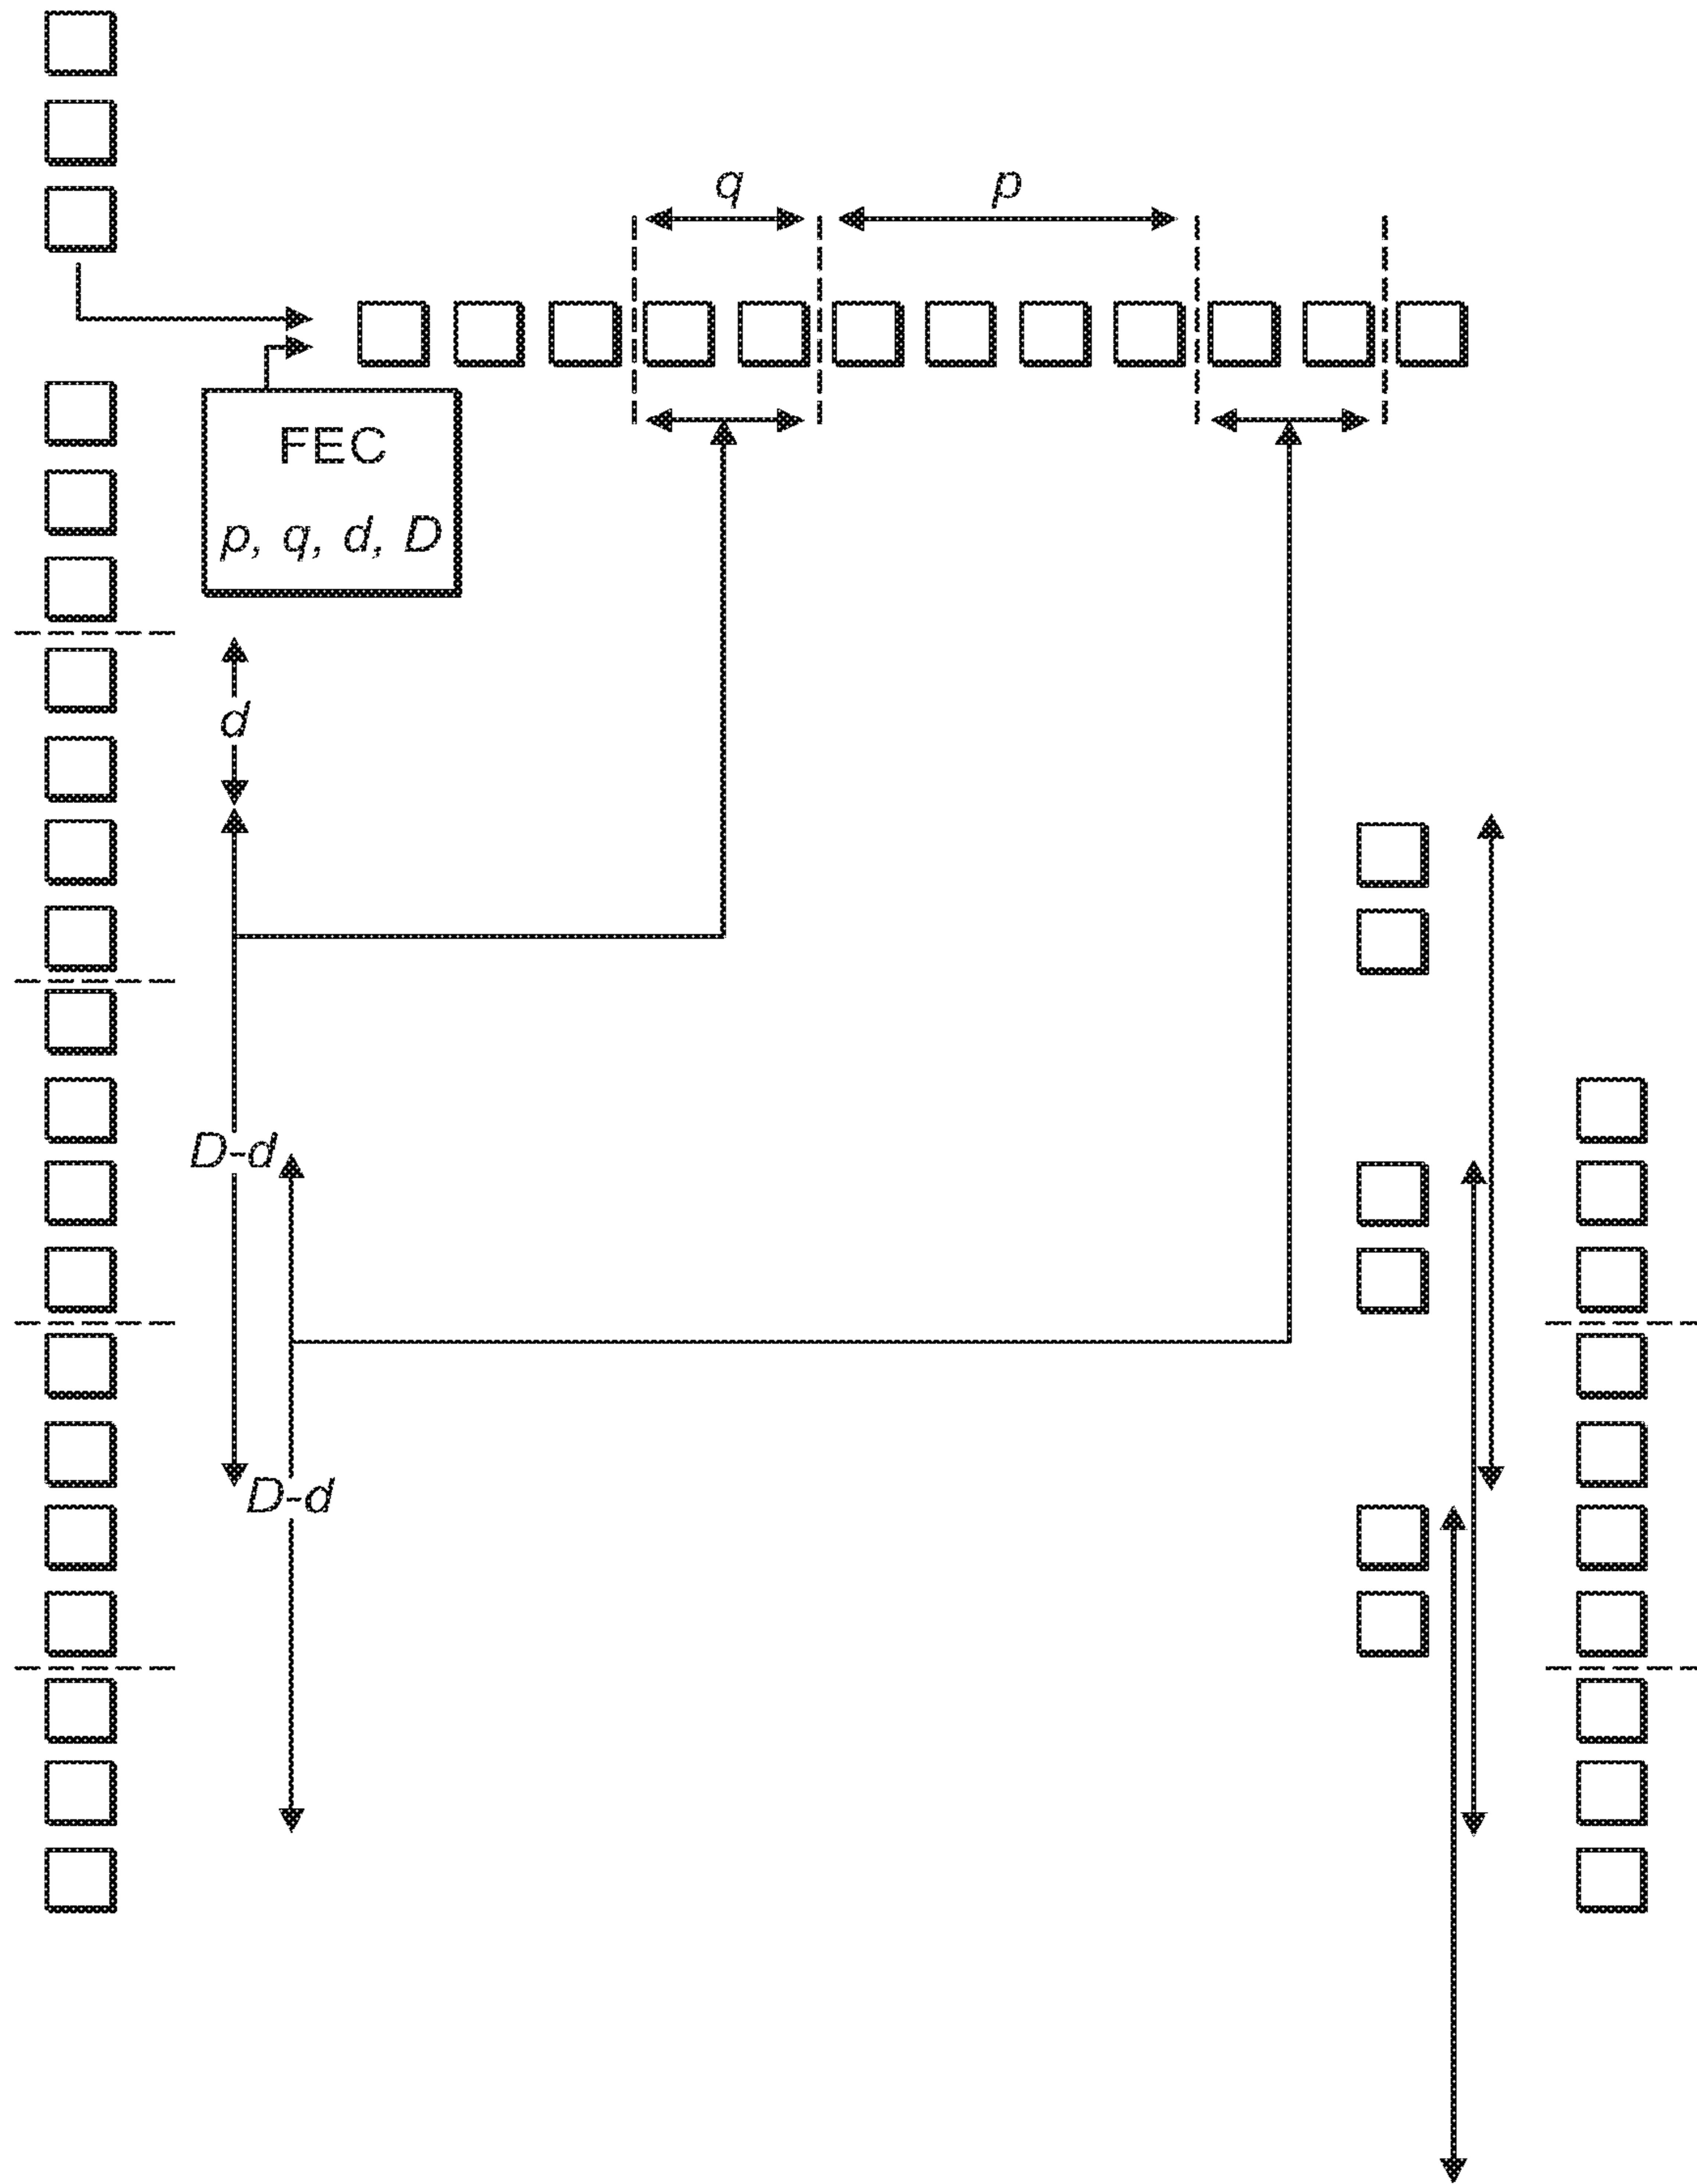 q
p
FEC
p, q, d, D
d
D-d
D-d